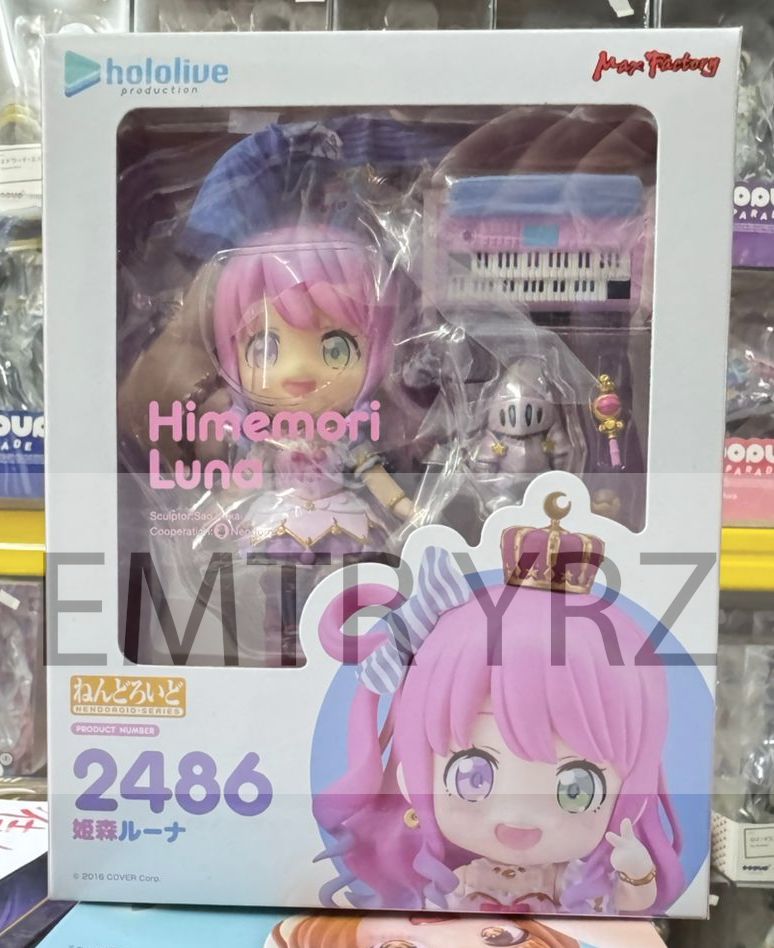 hololive
production
Max Factory
Himemori
Luna
EMTRYRZ
ねんどろいど
NENDOROID-SERIES
PRODUCT NUMBER
2486
姫森ルーナ
© 2016 COVER Corp.